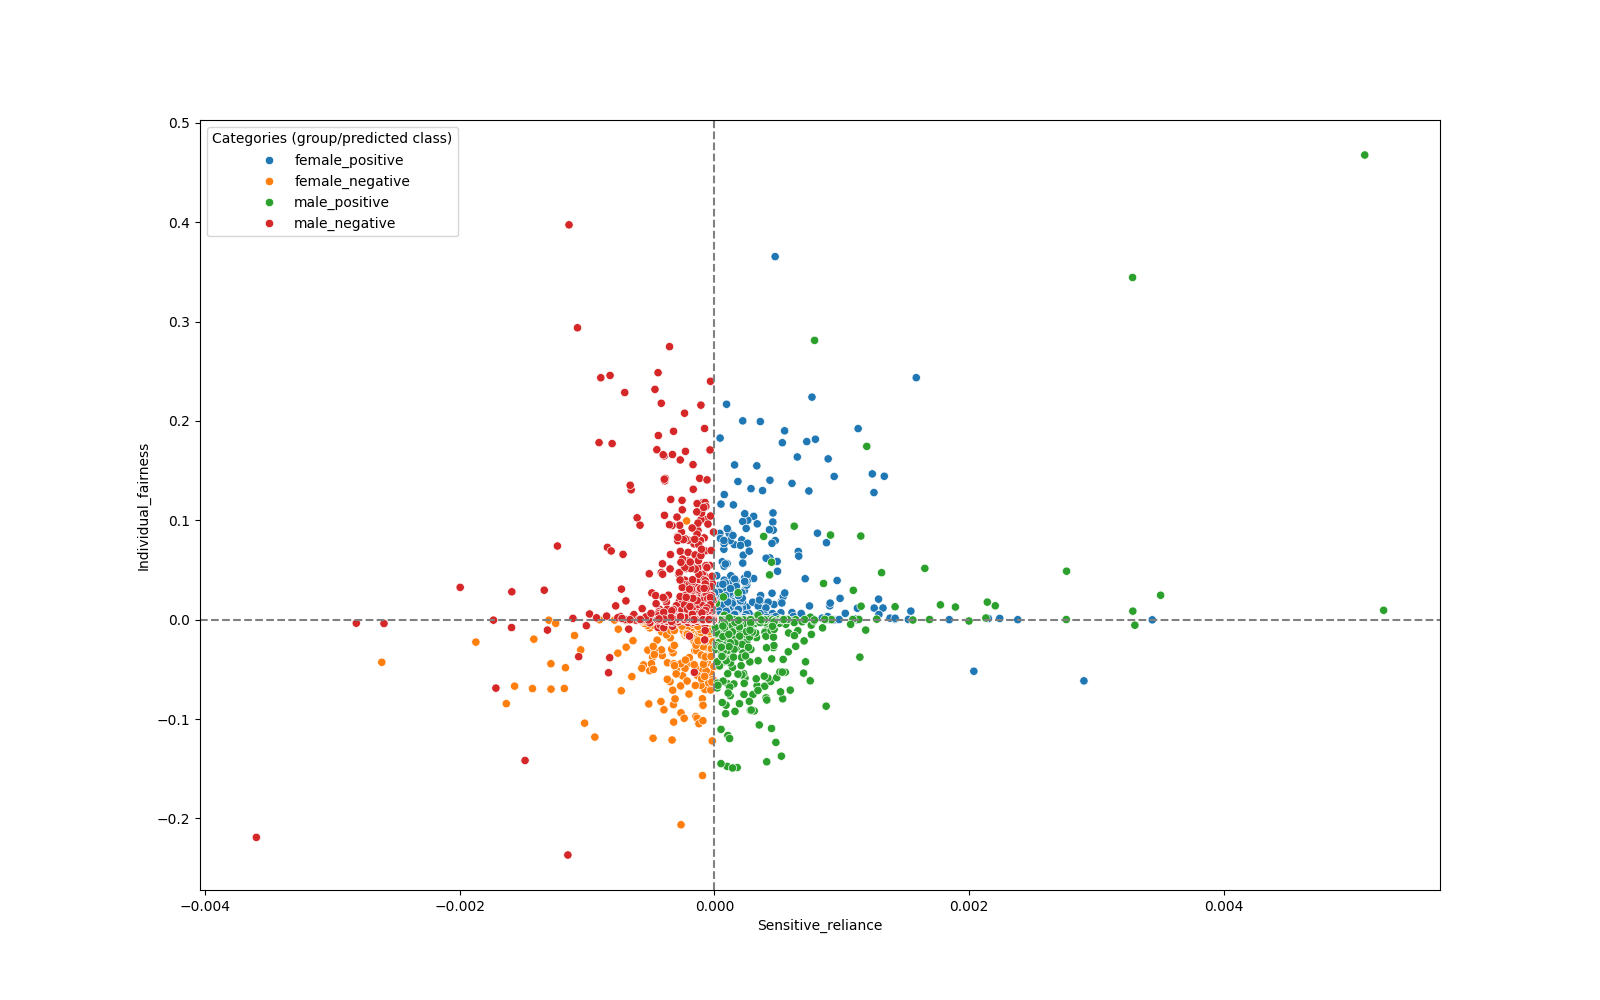 Categories (group/predicted class)
female_positive
female_negative
male_positive
male_negative
Individual_fairness
0.5
0.4
0.3
0.2
0.1
0.0
−0.1
−0.2
−0.004 −0.002 0.000 0.002 0.004
Sensitive_reliance